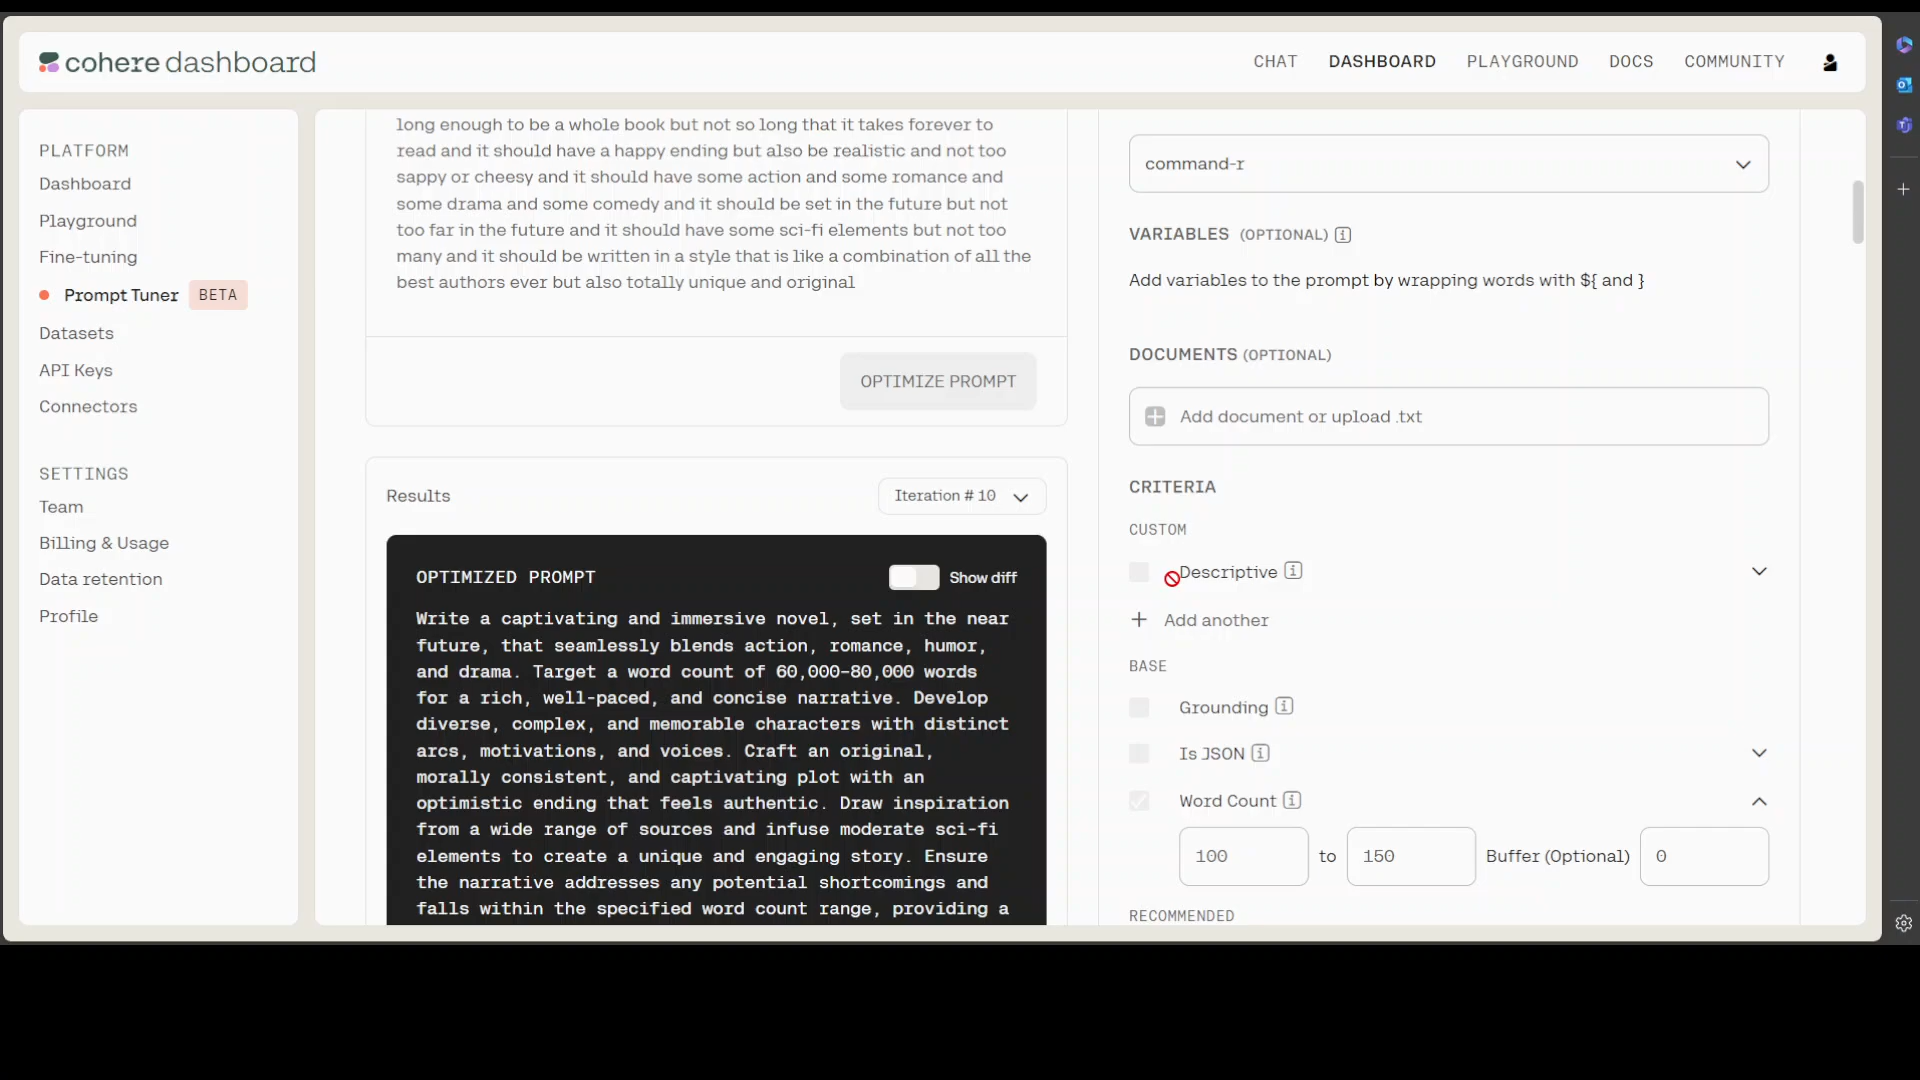 cohere dashboard
CHAT DASHBOARD PLAYGROUND DOCS COMMUNITY
PLATFORM
Dashboard
Playground
Fine-tuning
Prompt Tuner BETA
Datasets
API Keys
Connectors
SETTINGS
Team
Billing & Usage
Data retention
Profile
long enough to be a whole book but not so long that it takes forever to
read and it should have a happy ending but also be realistic and not too
sappy or cheesy and it should have some action and some romance and
some drama and some comedy and it should be set in the future but not
too far in the future and it should have some sci-fi elements but not too
many and it should be written in a style that is like a combination of all the
best authors ever but also totally unique and original
OPTIMIZE PROMPT
Results
Iteration # 10
OPTIMIZED PROMPT
Show diff
Write a captivating and immersive novel, set in the near
future, that seamlessly blends action, romance, humor,
and drama. Target a word count of 60,000-80,000 words
for a rich, well-paced, and concise narrative. Develop
diverse, complex, and memorable characters with distinct
arcs, motivations, and voices. Craft an original,
morally consistent, and captivating plot with an
optimistic ending that feels authentic. Draw inspiration
from a wide range of sources and infuse moderate sci-fi
elements to create a unique and engaging story. Ensure
the narrative addresses any potential shortcomings and
falls within the specified word count range, providing a
command-r
VARIABLES (OPTIONAL)
Add variables to the prompt by wrapping words with ${ and }
DOCUMENTS (OPTIONAL)
Add document or upload .txt
CRITERIA
CUSTOM
Descriptive
+ Add another
BASE
Grounding
Is JSON
Word Count
100 to 150 Buffer (Optional) 0
RECOMMENDED